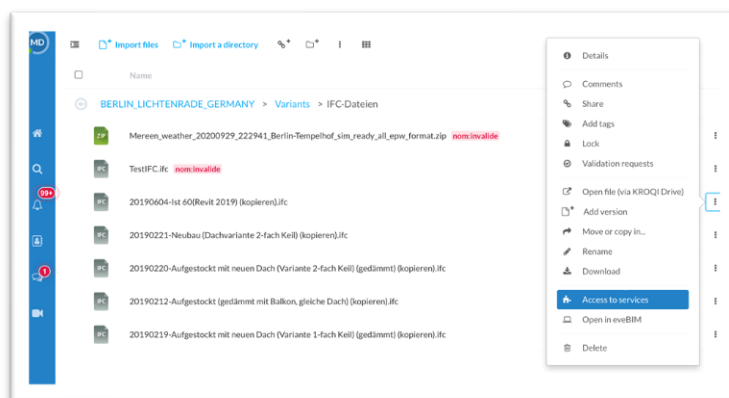 MD
Import files
Import a directory
Name
BERLIN_LICHTENRADE_GERMANY > Variants > IFC-Dateien
ZIP
Mereen_weather_20200929_222941_Berlin-Tempelhof_sim_ready_all_epw_format.zip nom:invalide
IFC
TestIFC.ifc nom:invalide
99+
IFC
20190604-Ist 60(Revit 2019) (kopieren).ifc
IFC
20190221-Neubau (Dachvariante 2-fach Keil) (kopieren).ifc
1
IFC
20190220-Aufgestockt mit neuen Dach (Variante 2-fach Keil) (gedämmt) (kopieren).ifc
IFC
20190212-Aufgestockt (gedämmt mit Balkon, gleiche Dach) (kopieren).ifc
IFC
20190219-Aufgestockt mit neuen Dach (Variante 1-fach Keil) (gedämmt) (kopieren).ifc
Details
Comments
Share
Add tags
Lock
Validation requests
Open file (via KROQI Drive)
Add version
Move or copy in...
Rename
Download
Access to services
Open in eveBIM
Delete